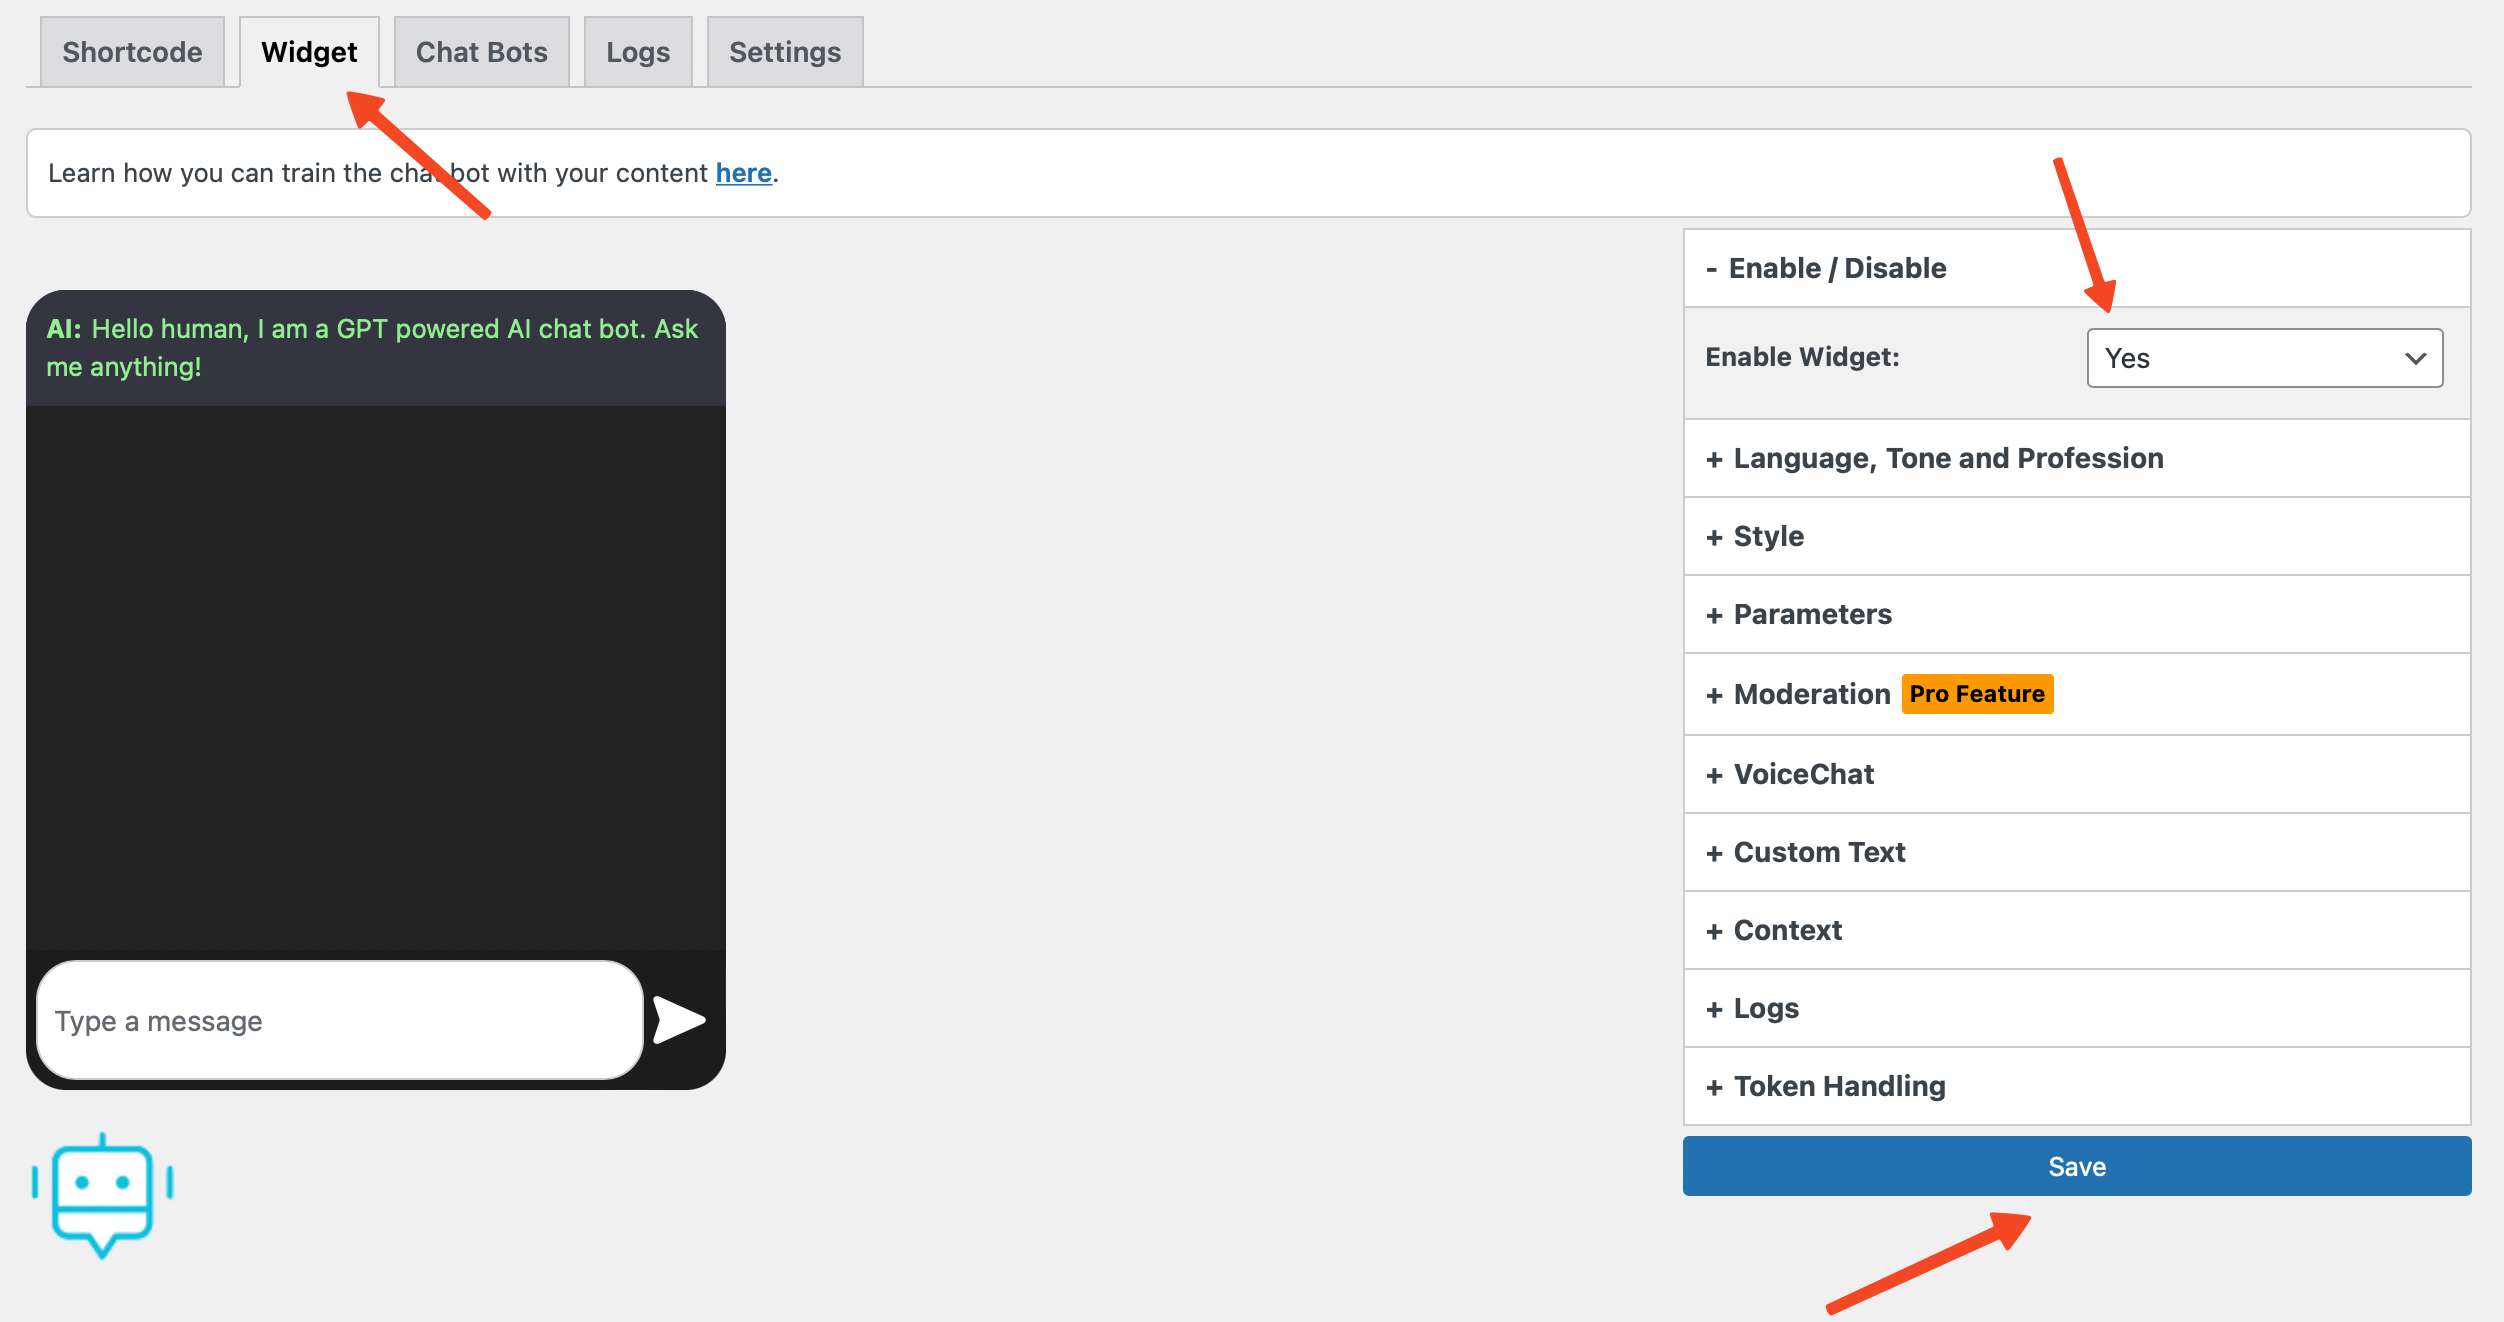 Shortcode Widget Chat Bots Logs Settings
Learn how you can train the chat bot with your content here.
AI: Hello human, I am a GPT powered AI chat bot. Ask
me anything!
Type a message
- Enable / Disable
Enable Widget: Yes
+ Language, Tone and Profession
+ Style
+ Parameters
+ Moderation Pro Feature
+ VoiceChat
+ Custom Text
+ Context
+ Logs
+ Token Handling
Save